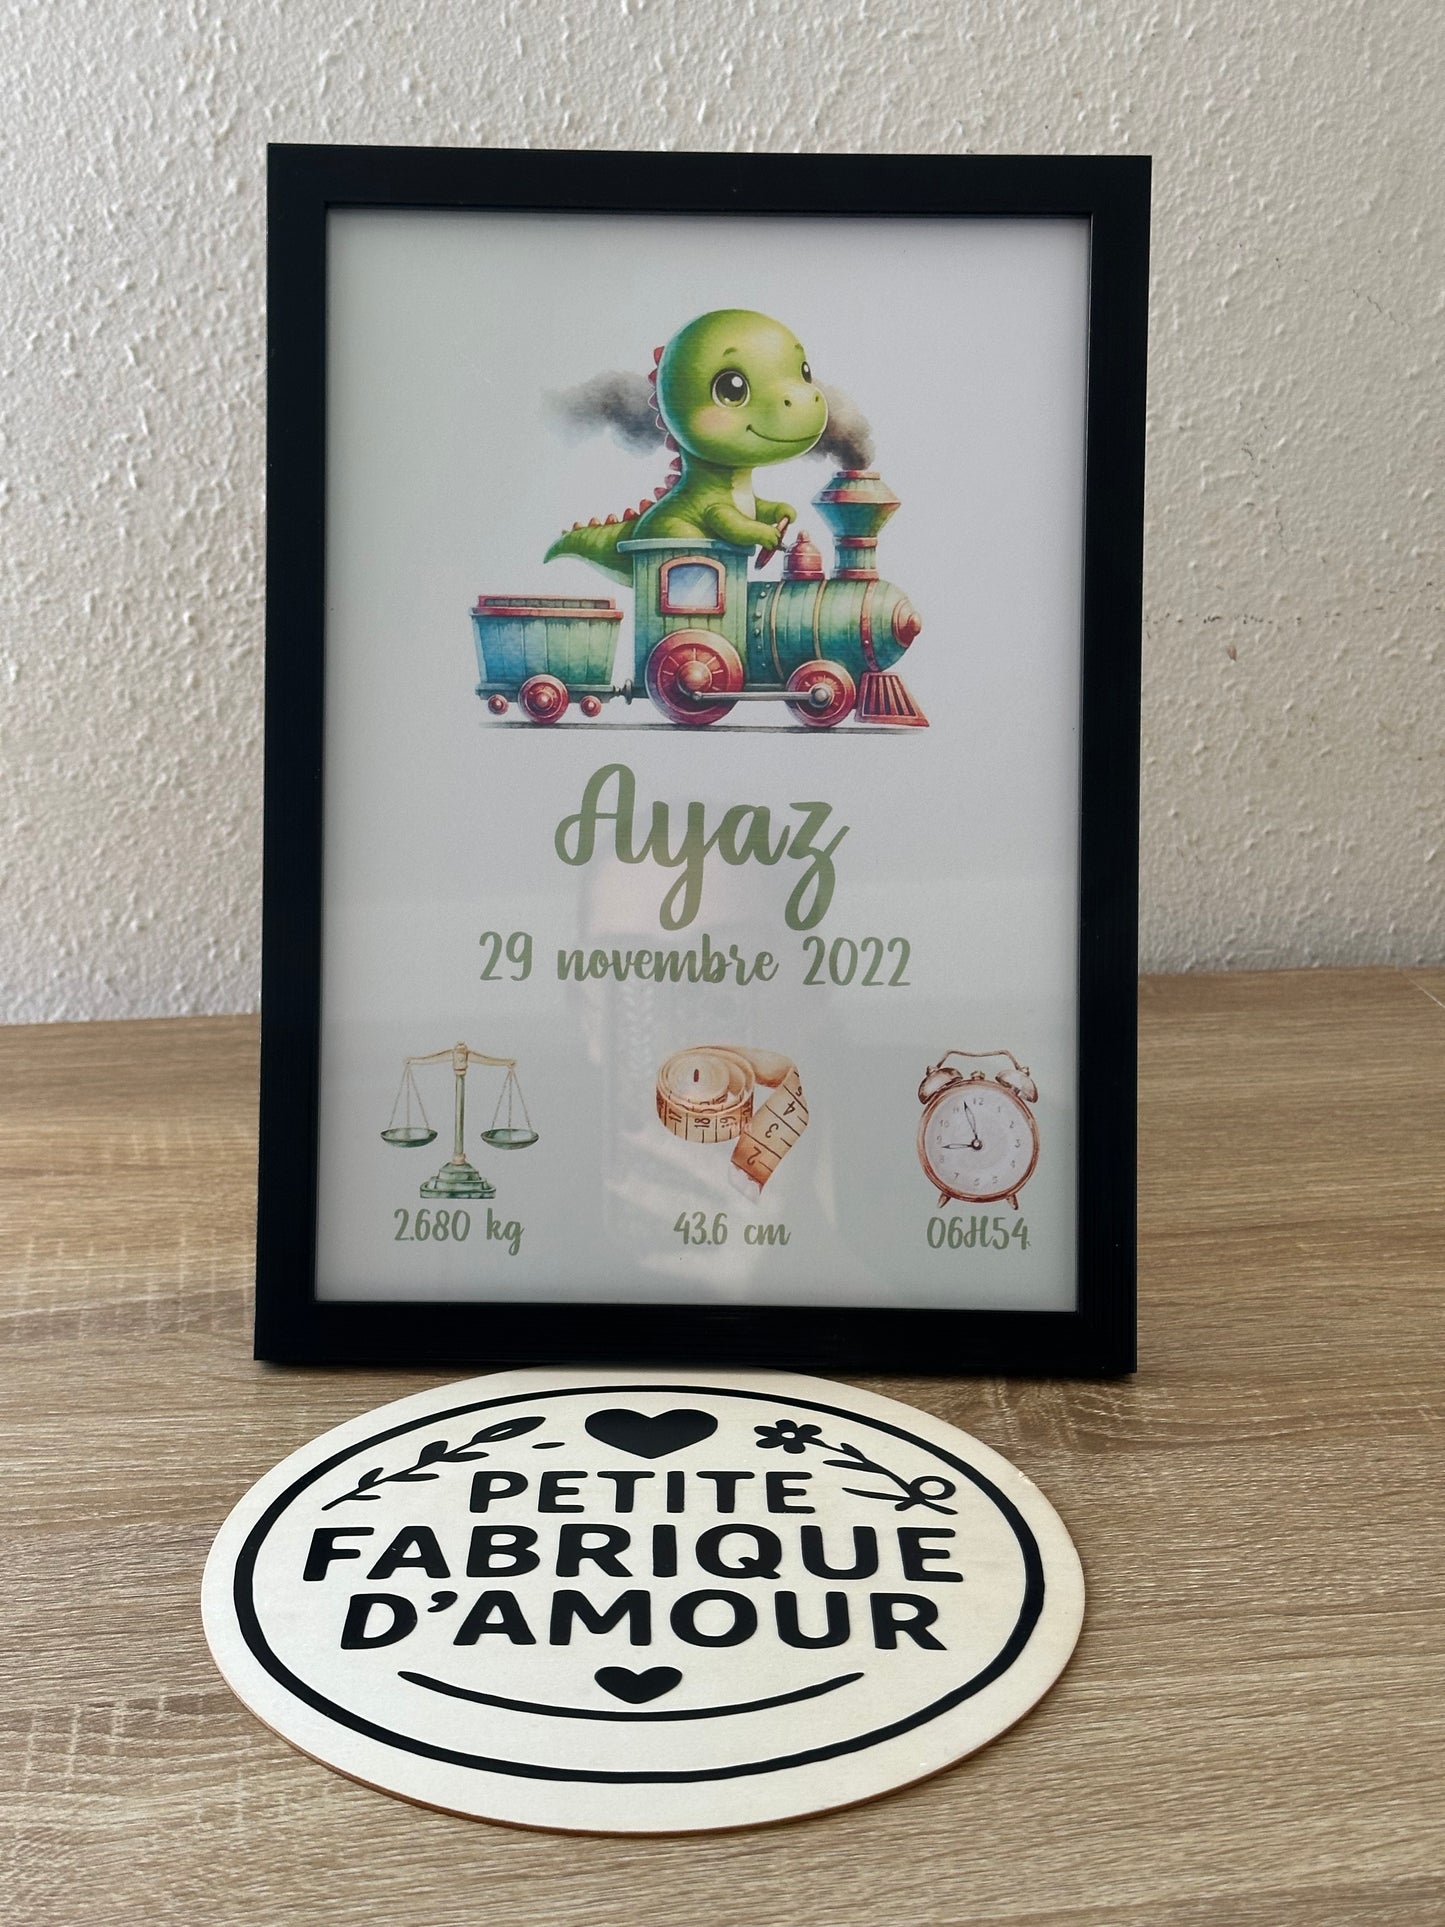 Ayaz
29 novembre 2022
2.680 kg
43.6 cm
06H54
PETITE
FABRIQUE
D'AMOUR